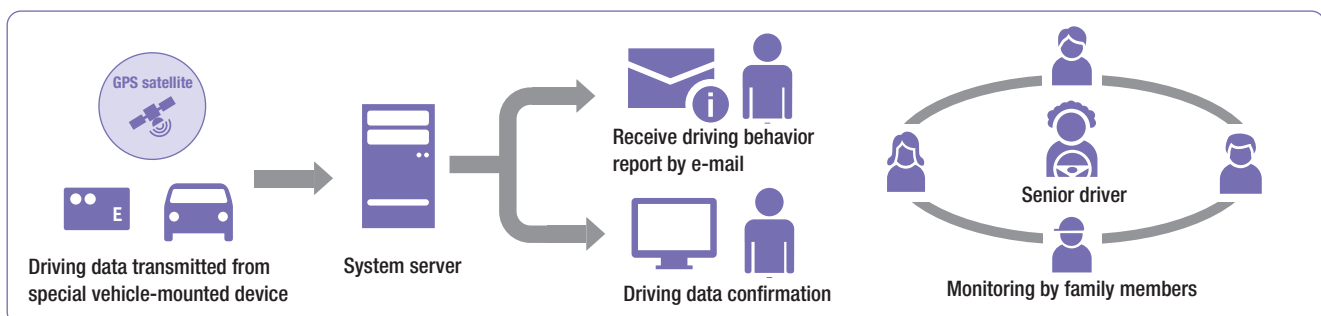 GPS satellite
E
Driving data transmitted from
special vehicle-mounted device
System server
i
Receive driving behavior
report by e-mail
Driving data confirmation
Senior driver
Monitoring by family members